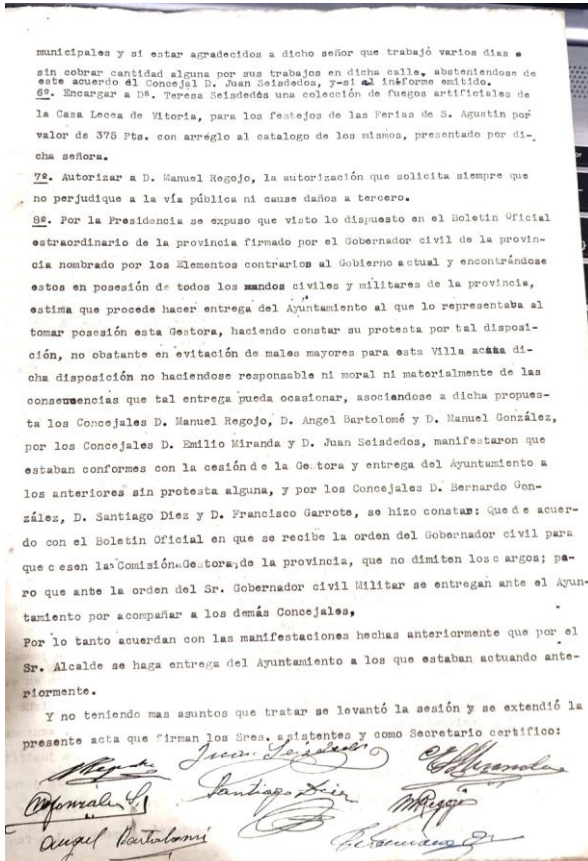 municipales y si estar agradecidos a dicho señor que trabajó varios dias e
sin cobrar cantidad alguna por sus trabajos en dicha calle, absteniendose de
este acuerdo el Concejal D. Juan Seisdedos, y-si al informe emitido.
6º. Encargar a Dª. Teresa Seisdedos una colección de fuegos artificiales de
la Casa Lecea de Vitoria, para los festejos de las Ferias de S. Agustin por
valor de 375 Pts. con arreglo al catalogo de los mismos, presentado por di-
cha señora.
7º. Autorizar a D. Manuel Regojo, la autorización que solicita siempre que
no perjudique a la vía pública ni cause daños a tercero.
8º. Por la Presidencia se expuso que visto lo dispuesto en el Boletin Oficial
estraordinario de la provincia firmado por el Gobernador civil de la provin-
cia nombrado por los Elementos contrarios al Gobierno actual y encontrándose
estos en posesión de todos los mandos civiles y militares de la provincia,
estima que procede hacer entrega del Ayuntamiento al que lo representaba al
tomar posesión esta Gestora, haciendo constar su protesta por tal disposi-
ción, no obstante en evitación de males mayores para esta Villa acata di-
cha disposición no haciendose responsable ni moral ni materialmente de las
consecuencias que tal entrega pueda ocasionar, asociandose a dicha propues-
ta los Concejales D. Manuel Regojo, D. Angel Bartolomé y D. Manuel González,
por los Concejales D. Emilio Miranda y D. Juan Seisdedos, manifestaron que
estaban conformes con la cesión de la Gestora y entrega del Ayuntamiento a
los anteriores sin protesta alguna, y por los Concejales D. Bernardo Gon-
zález, D. Santiago Diez y D. Francisco Garrote, se hizo constar: Que de acuer-
do con el Boletin Oficial en que se recibe la orden del Gobernador civil para
que cesen la Comisión Gestora, de la provincia, que no dimiten los cargos; pe-
ro que ante la orden del Sr. Gobernador civil Militar se entregan ante el Ayun-
tamiento por acompañar a los demás Concejales,
Por lo tanto acuerdan con las manifestaciones hechas anteriormente que por el
Sr. Alcalde se haga entrega del Ayuntamiento a los que estaban actuando ante-
riormente.
Y no teniendo mas asuntos que tratar se levantó la sesión y se extendió la
presente acta que firman los Sres. asistentes y como Secretario certifico:
Juan Seisdedos
Santiago Diez
Angel Bartolomé